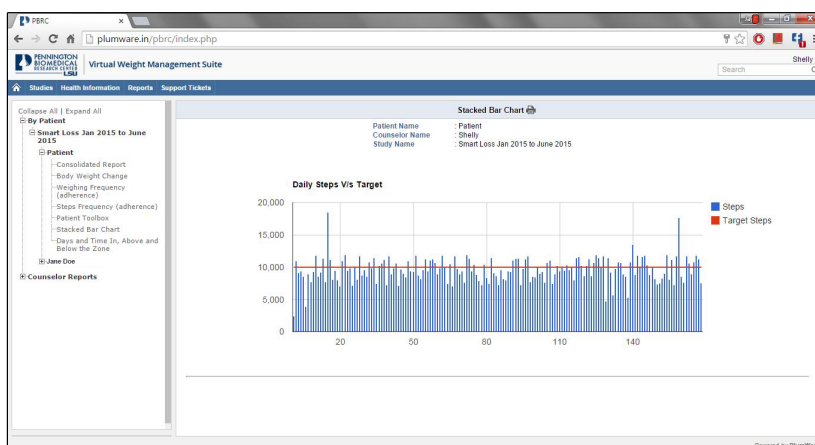 PBRC
plumware.in/pbrc/index.php
PENNINGTON
BIOMEDICAL
RESEARCH CENTER
LSU
Virtual Weight Management Suite
Shelly
Search
Studies Health Information Reports Support Tickets
Collapse All | Expand All
By Patient
Smart Loss Jan 2015 to June
2015
Patient
Consolidated Report
Body Weight Change
Weighing Frequency
(adherence)
Steps Frequency (adherence)
Patient Toolbox
Stacked Bar Chart
Days and Time In, Above and
Below the Zone
Jane Doe
Counselor Reports
Stacked Bar Chart
Patient Name : Patient
Counselor Name : Shelly
Study Name : Smart Loss Jan 2015 to June 2015
Daily Steps V/s Target
20,000
15,000
10,000
5,000
0
20 50 80 110 140
Steps
Target Steps